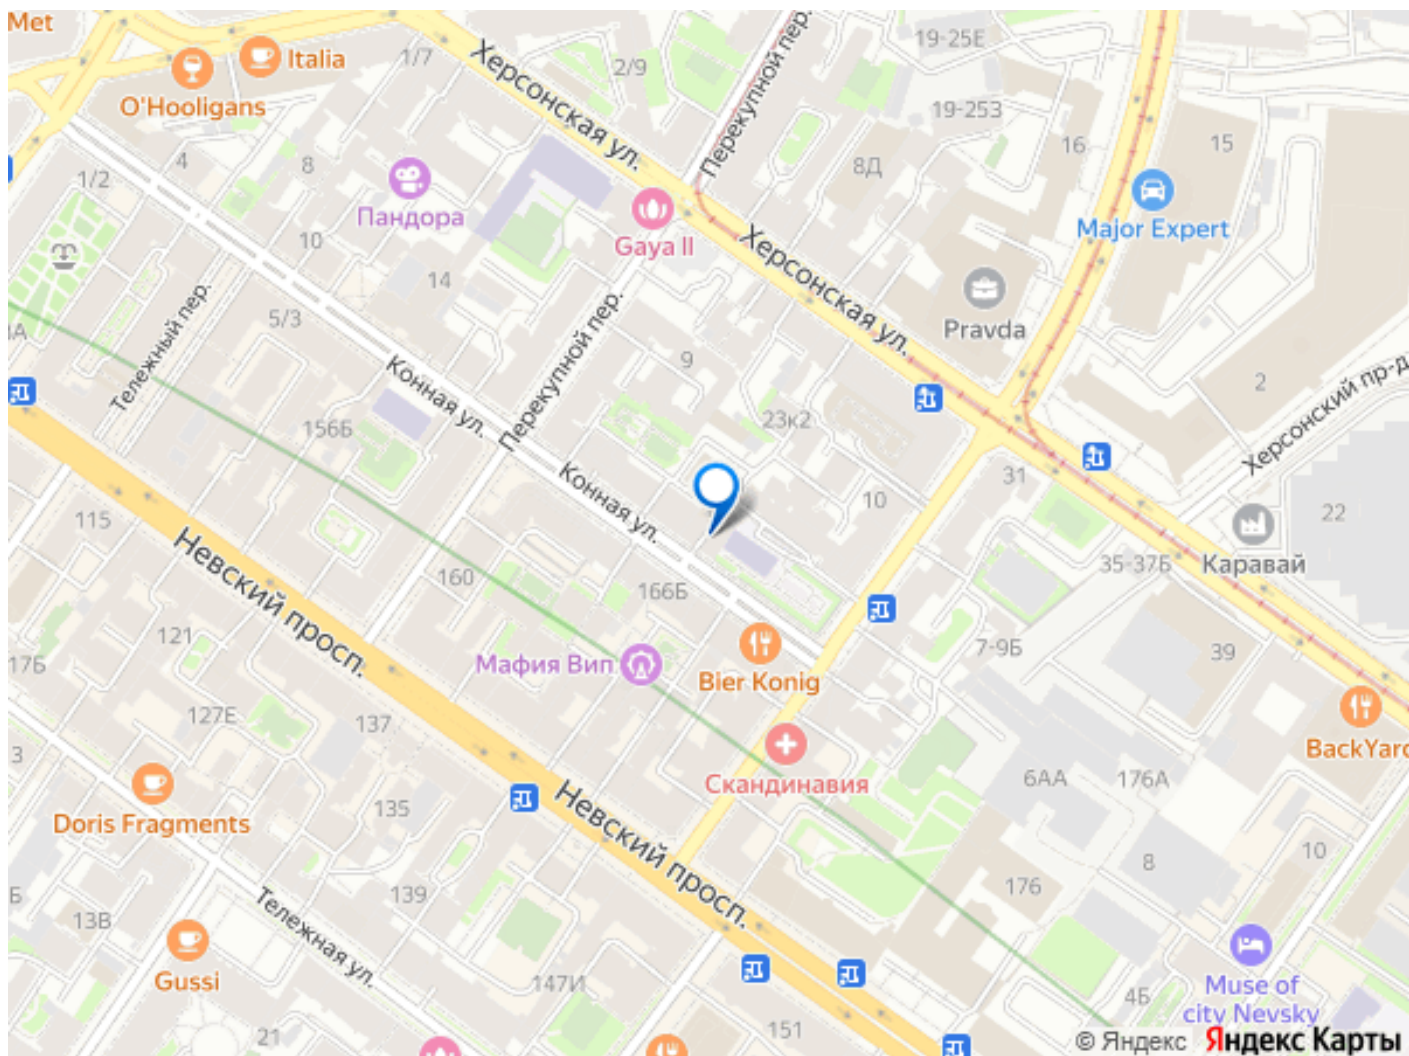 Met
Italia
1/7
Херсонская ул.
2/9
Перекупной пер.
19-25Е
O'Hooligans
19-253
16
15
4
8
8Д
1/2
Пандора
Gaya II
Major Expert
10
14
Херсонская ул.
5/3
Тележный пер.
Перекупной пер.
Pravda
9
2
Херсонский пр-д
Конная ул.
156Б
23к2
31
10
Конная ул.
115
22
Невский просп.
160
166Б
35-37Б
Каравай
121
17Б
7-9Б
39
Мафия Вип
Bier Konig
127Е
137
3
Скандинавия
6АА
176А
BackYard
Невский просп.
135
Doris Fragments
8
10
139
176
Тележная ул.
13В
Gussi
147И
4Б
Muse of
city Nevsky
21
151
© Яндекс Яндекс Карты